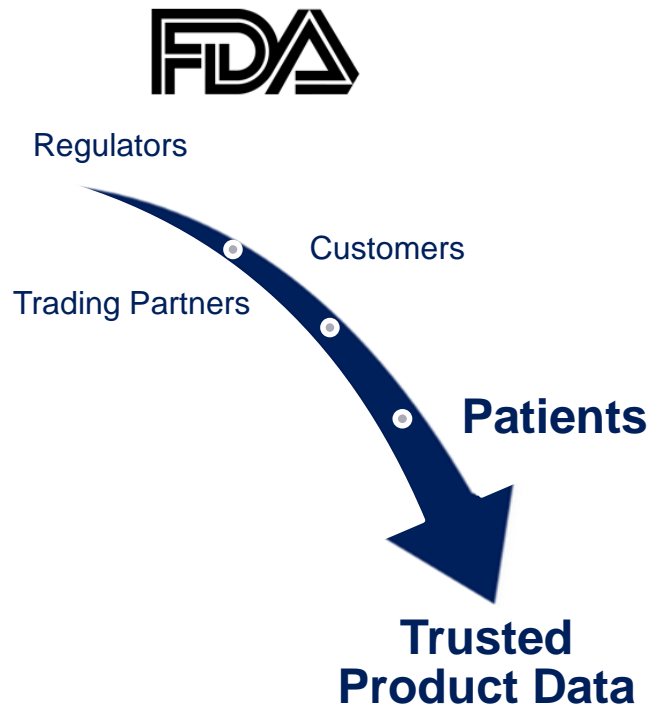 FDA
Regulators
Customers
Trading Partners
Patients
Trusted
Product Data